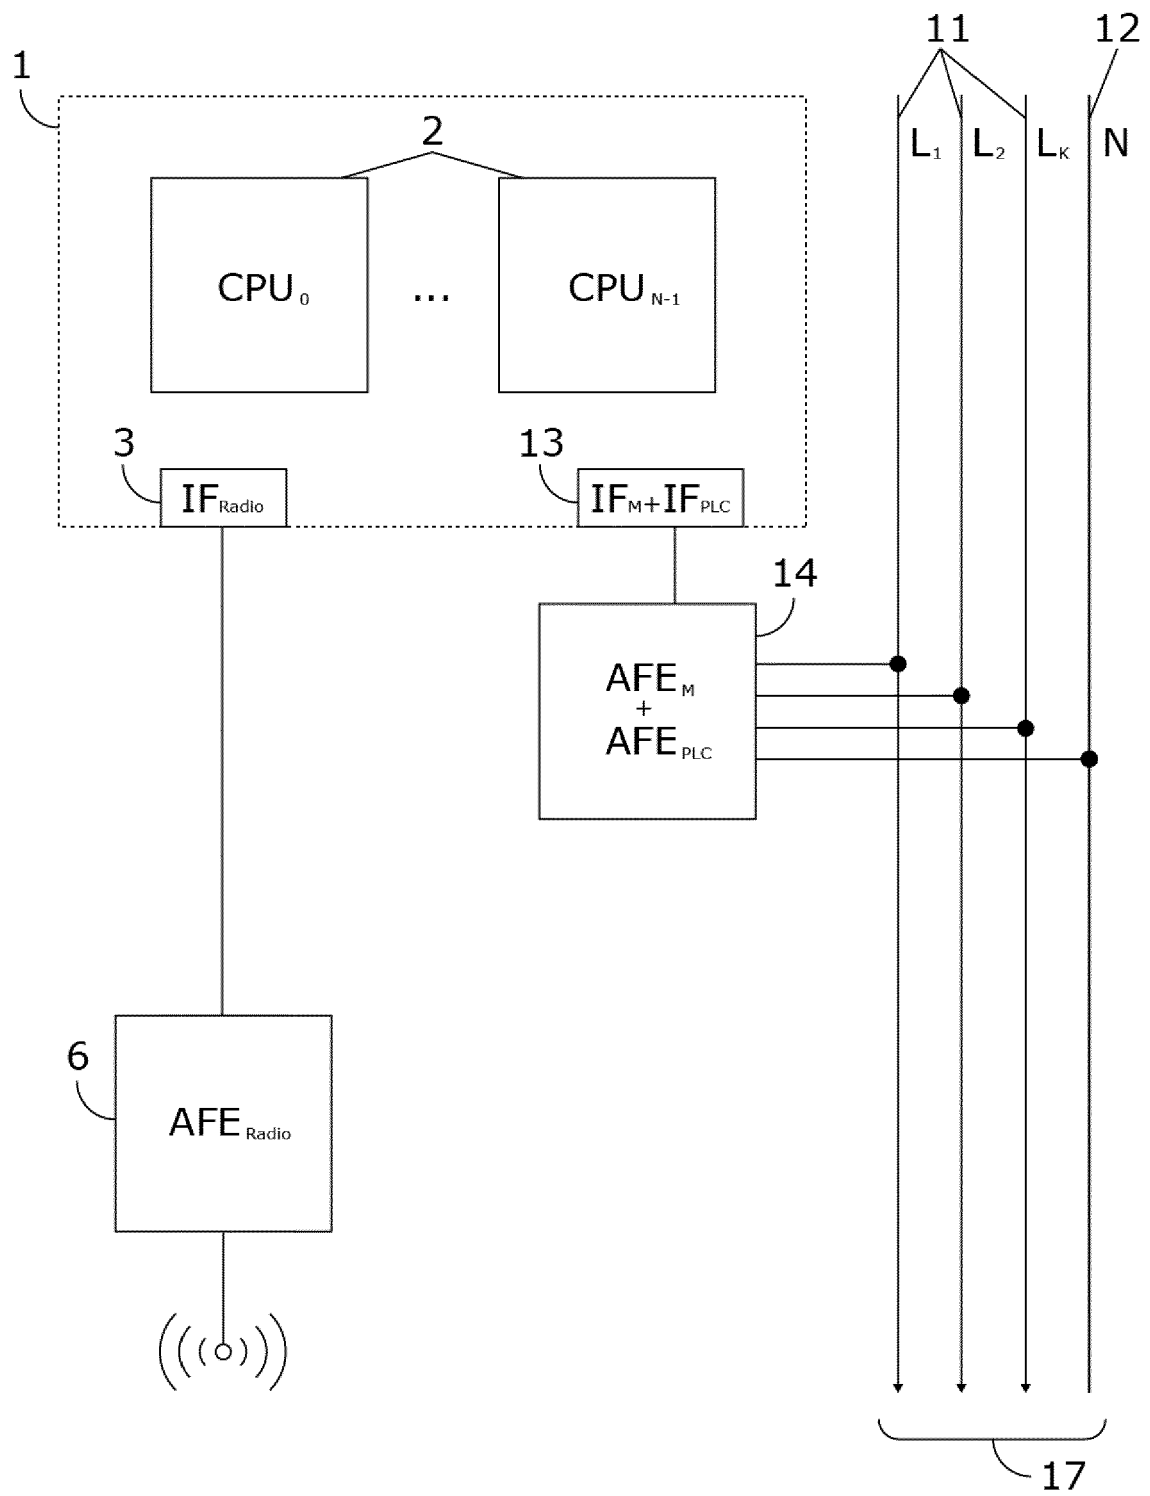 11 12
1
2
L1 L2 LK N
CPU0 ... CPUN-1
3 13
IFRadio IFM+IFPLC
14
AFEM
+
AFEPLC
6
AFERadio
17